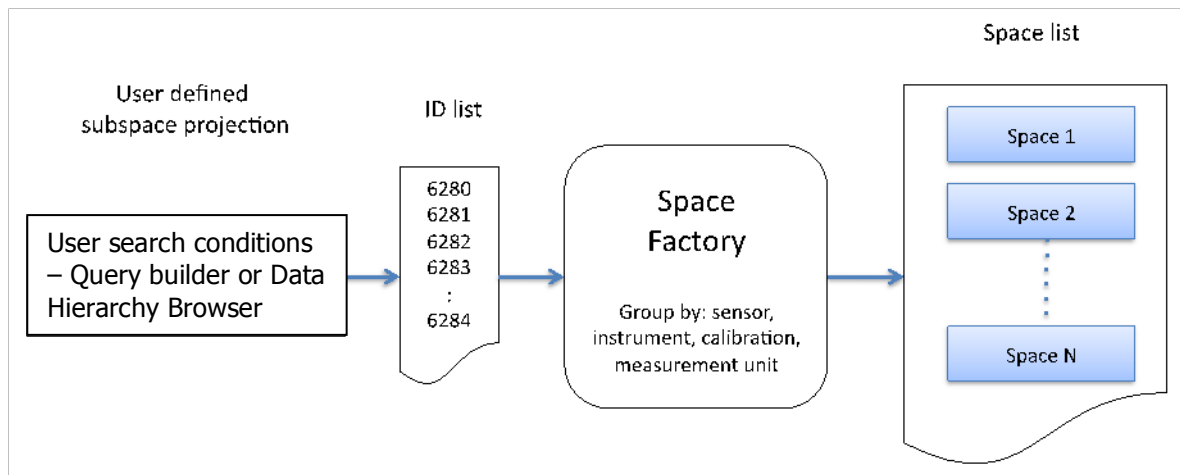 User defined
subspace projection
User search conditions
– Query builder or Data
Hierarchy Browser
ID list
6280
6281
6282
6283
:
6284
Space
Factory
Group by: sensor,
instrument, calibration,
measurement unit
Space list
Space 1
Space 2
Space N